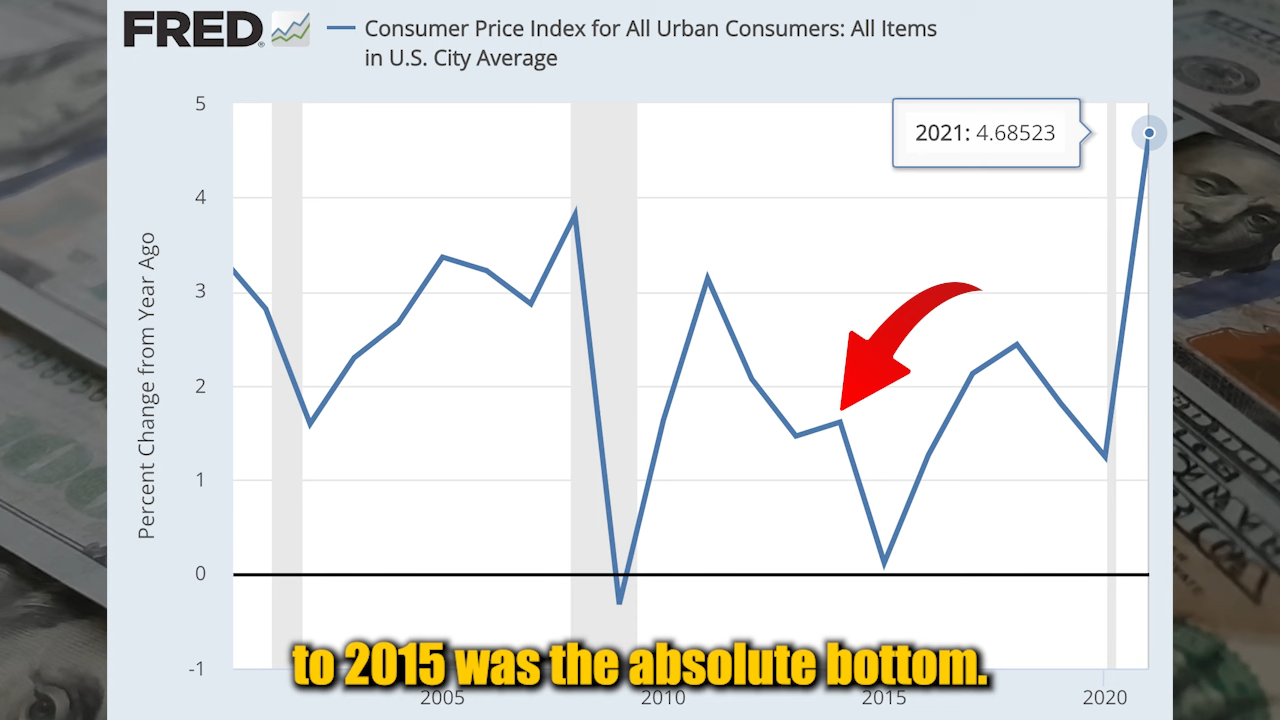 FRED
Consumer Price Index for All Urban Consumers: All Items
in U.S. City Average
5
2021: 4.68523
4
3
2
1
0
-1
Percent Change from Year Ago
to 2015 was the absolute bottom.
2005
2010
2015
2020